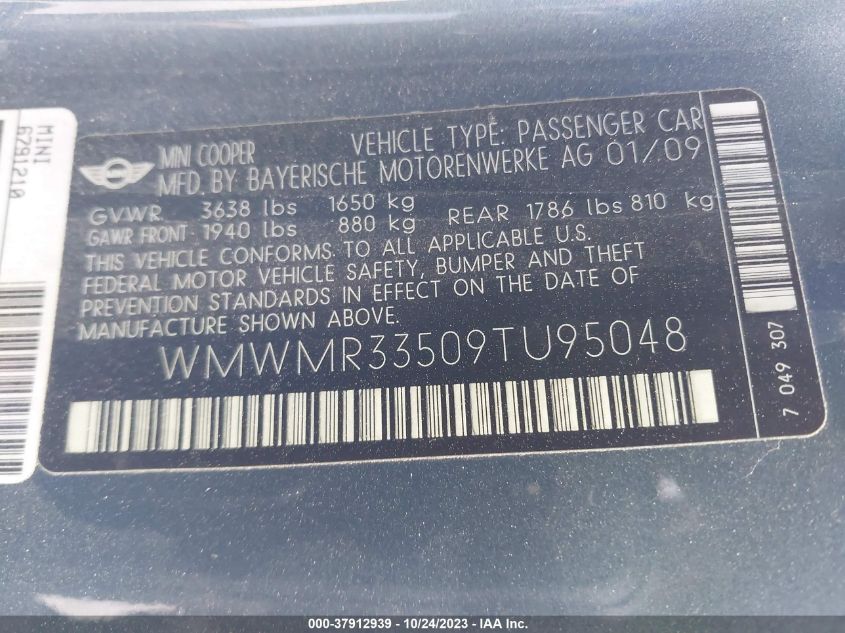 MINI COOPER VEHICLE TYPE: PASSENGER CAR
MFD. BY BAYERISCHE MOTORENWERKE AG 01/09
GVWR 3638 lbs 1650 kg
GAWR FRONT: 1940 lbs 880 kg REAR 1786 lbs 810 kg
THIS VEHICLE CONFORMS TO ALL APPLICABLE U.S.
FEDERAL MOTOR VEHICLE SAFETY, BUMPER AND THEFT
PREVENTION STANDARDS IN EFFECT ON THE DATE OF
MANUFACTURE SHOWN ABOVE.
WMWMR33509TU95048
7 049 307
MINI
6291210
000-37912939 - 10/24/2023 - IAA Inc.